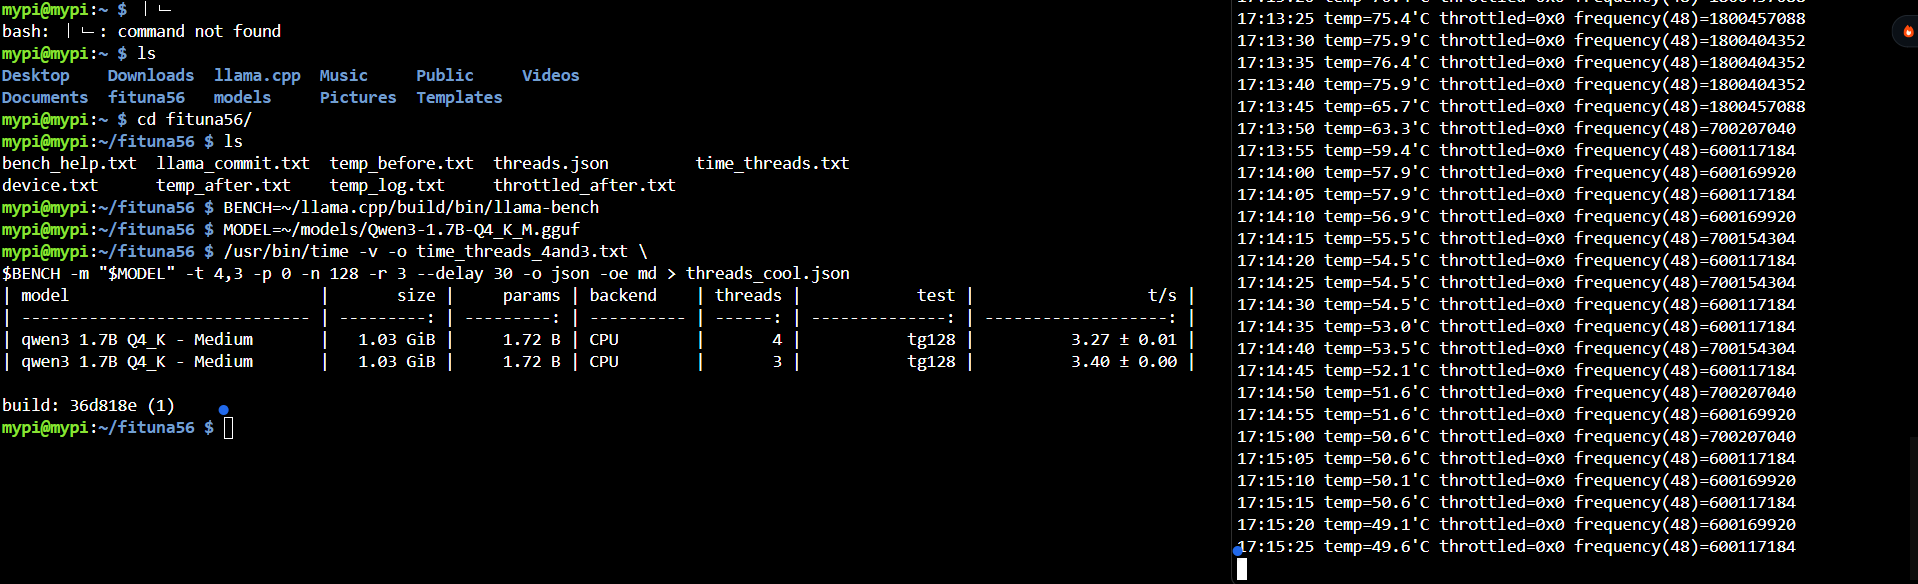 mypi@mypi:~ $ │ ⌙
bash: │⌙: command not found
mypi@mypi:~ $ ls
Desktop    Downloads  llama.cpp  Music     Public     Videos
Documents  fituna56   models     Pictures  Templates
mypi@mypi:~ $ cd fituna56/
mypi@mypi:~/fituna56 $ ls
bench_help.txt  llama_commit.txt  temp_before.txt  threads.json         time_threads.txt
device.txt      temp_after.txt    temp_log.txt     throttled_after.txt
mypi@mypi:~/fituna56 $ BENCH=~/llama.cpp/build/bin/llama-bench
mypi@mypi:~/fituna56 $ MODEL=~/models/Qwen3-1.7B-Q4_K_M.gguf
mypi@mypi:~/fituna56 $ /usr/bin/time -v -o time_threads_4and3.txt \
$BENCH -m "$MODEL" -t 4,3 -p 0 -n 128 -r 3 --delay 30 -o json -oe md > threads_cool.json
| model                          |       size |     params | backend    | threads |            test |                  t/s |
| ------------------------------ | ---------: | ---------: | ---------- | ------: | --------------: | -------------------: |
| qwen3 1.7B Q4_K - Medium       |   1.03 GiB |     1.72 B | CPU        |       4 |           tg128 |          3.27 ± 0.01 |
| qwen3 1.7B Q4_K - Medium       |   1.03 GiB |     1.72 B | CPU        |       3 |           tg128 |          3.40 ± 0.00 |
build: 36d818e (1)
mypi@mypi:~/fituna56 $
17:13:25 temp=75.4'C throttled=0x0 frequency(48)=1800457088
17:13:30 temp=75.9'C throttled=0x0 frequency(48)=1800404352
17:13:35 temp=76.4'C throttled=0x0 frequency(48)=1800404352
17:13:40 temp=75.9'C throttled=0x0 frequency(48)=1800404352
17:13:45 temp=65.7'C throttled=0x0 frequency(48)=1800457088
17:13:50 temp=63.3'C throttled=0x0 frequency(48)=700207040
17:13:55 temp=59.4'C throttled=0x0 frequency(48)=600117184
17:14:00 temp=57.9'C throttled=0x0 frequency(48)=600169920
17:14:05 temp=57.9'C throttled=0x0 frequency(48)=600117184
17:14:10 temp=56.9'C throttled=0x0 frequency(48)=600169920
17:14:15 temp=55.5'C throttled=0x0 frequency(48)=700154304
17:14:20 temp=54.5'C throttled=0x0 frequency(48)=600117184
17:14:25 temp=54.5'C throttled=0x0 frequency(48)=700154304
17:14:30 temp=54.5'C throttled=0x0 frequency(48)=600117184
17:14:35 temp=53.0'C throttled=0x0 frequency(48)=600117184
17:14:40 temp=53.5'C throttled=0x0 frequency(48)=700154304
17:14:45 temp=52.1'C throttled=0x0 frequency(48)=600117184
17:14:50 temp=51.6'C throttled=0x0 frequency(48)=700207040
17:14:55 temp=51.6'C throttled=0x0 frequency(48)=600169920
17:15:00 temp=50.6'C throttled=0x0 frequency(48)=700207040
17:15:05 temp=50.6'C throttled=0x0 frequency(48)=600117184
17:15:10 temp=50.1'C throttled=0x0 frequency(48)=600169920
17:15:15 temp=50.6'C throttled=0x0 frequency(48)=600117184
17:15:20 temp=49.1'C throttled=0x0 frequency(48)=600169920
17:15:25 temp=49.6'C throttled=0x0 frequency(48)=600117184